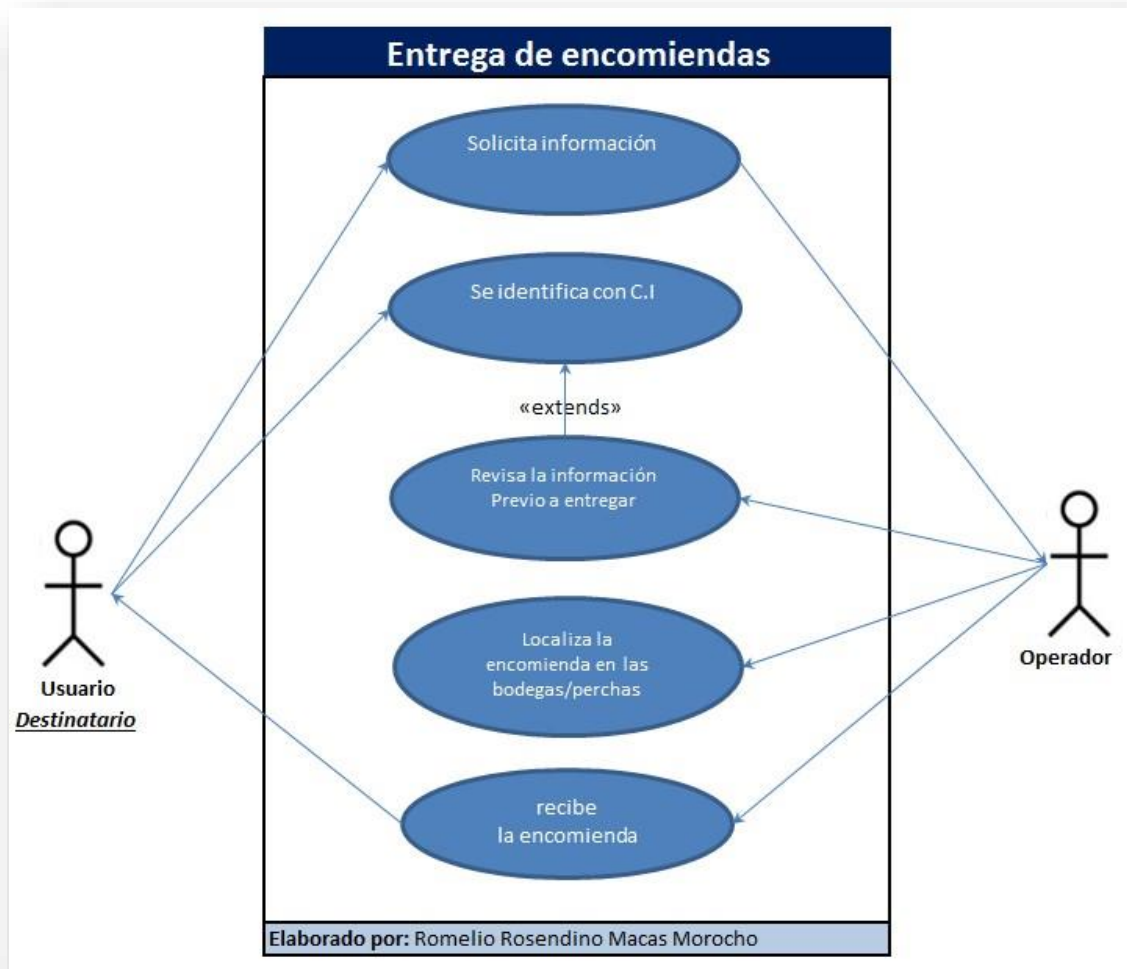 Entrega de encomiendas
Solicita información
Se identifica con C.I
«extends»
Revisa la información
Previo a entregar
Localiza la
encomienda en las
bodegas/perchas
recibe
la encomienda
Usuario
Destinatario
Operador
Elaborado por: Romelio Rosendino Macas Morocho